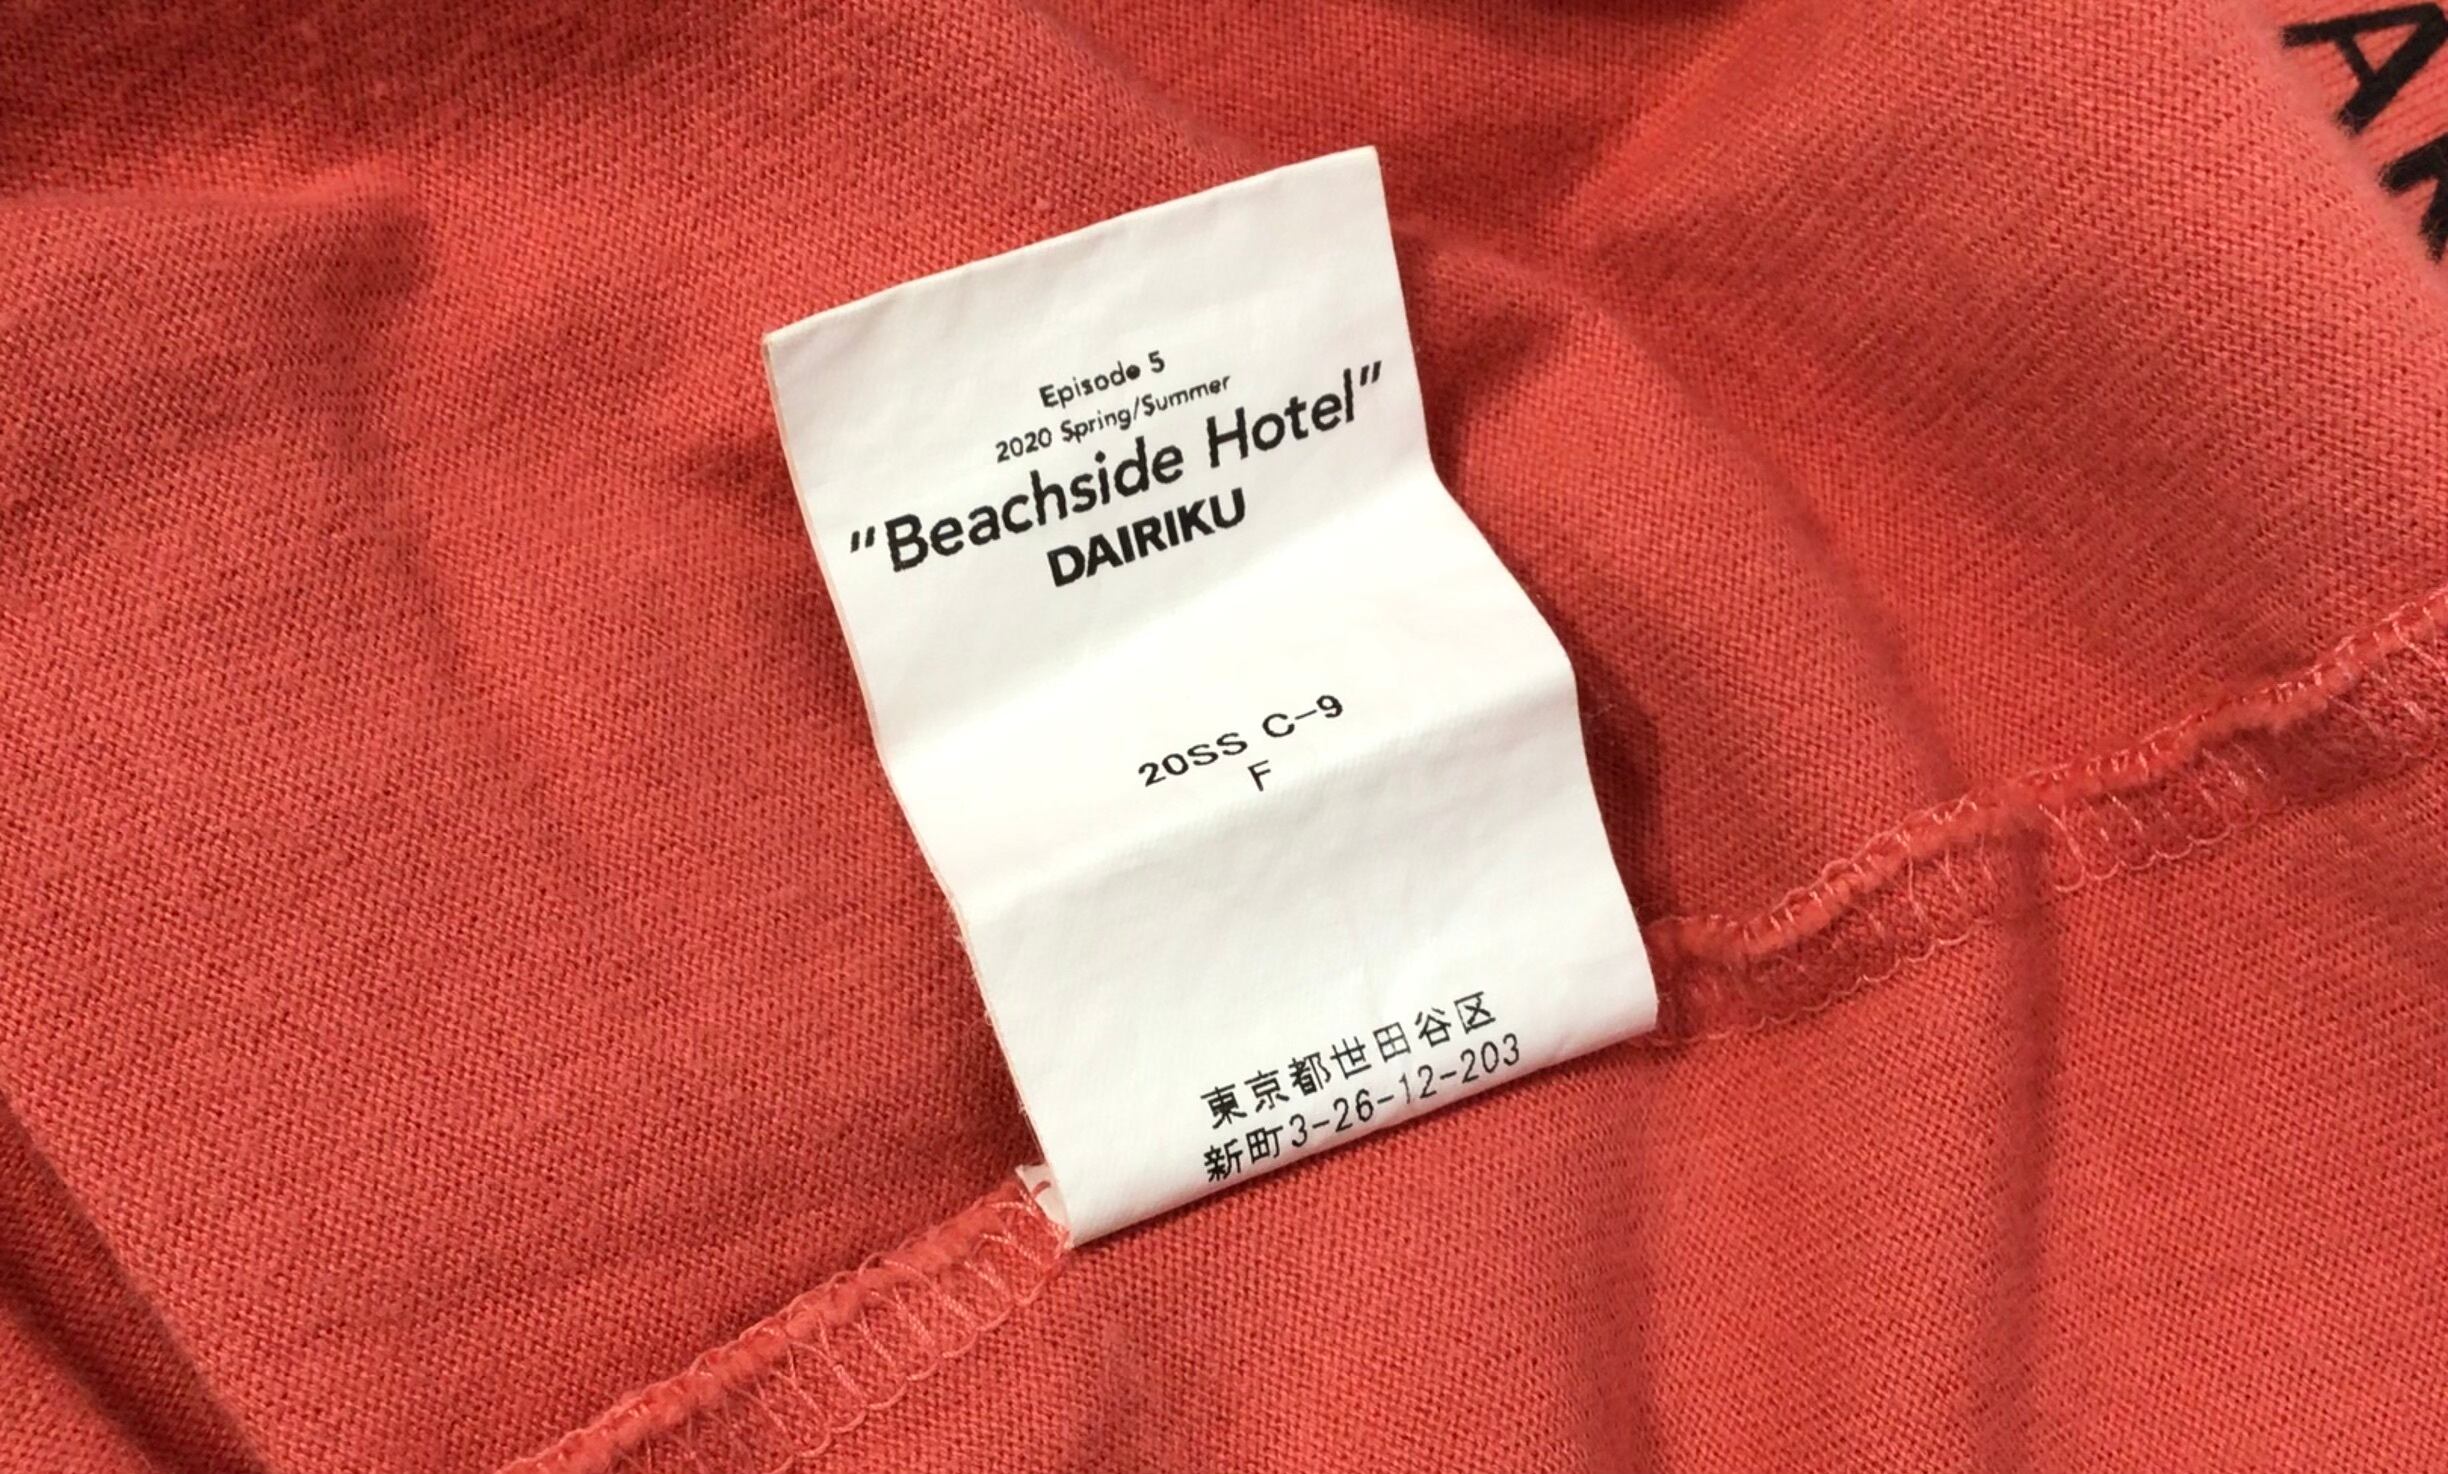 Episode 5
2020 Spring/Summer
"Beachside Hotel"
DAIRIKU
20SS C-9
F
東京都世田谷区
新町3-26-12-203